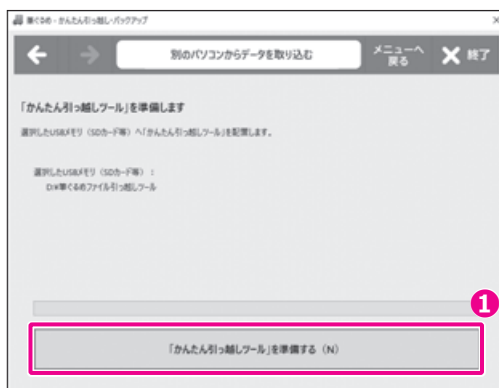 筆ぐるめ - かんたん引っ越し・バックアップ
別のパソコンからデータを取り込む
メニューへ
戻る
終了
「かんたん引っ越しツール」を準備します
選択したUSBメモリ(SDカード等)へ「かんたん引っ越しツール」を配置します。
選択したUSBメモリ(SDカード等) :
D:¥筆ぐるめファイル引っ越しツール
1
「かんたん引っ越しツール」を準備する(N)